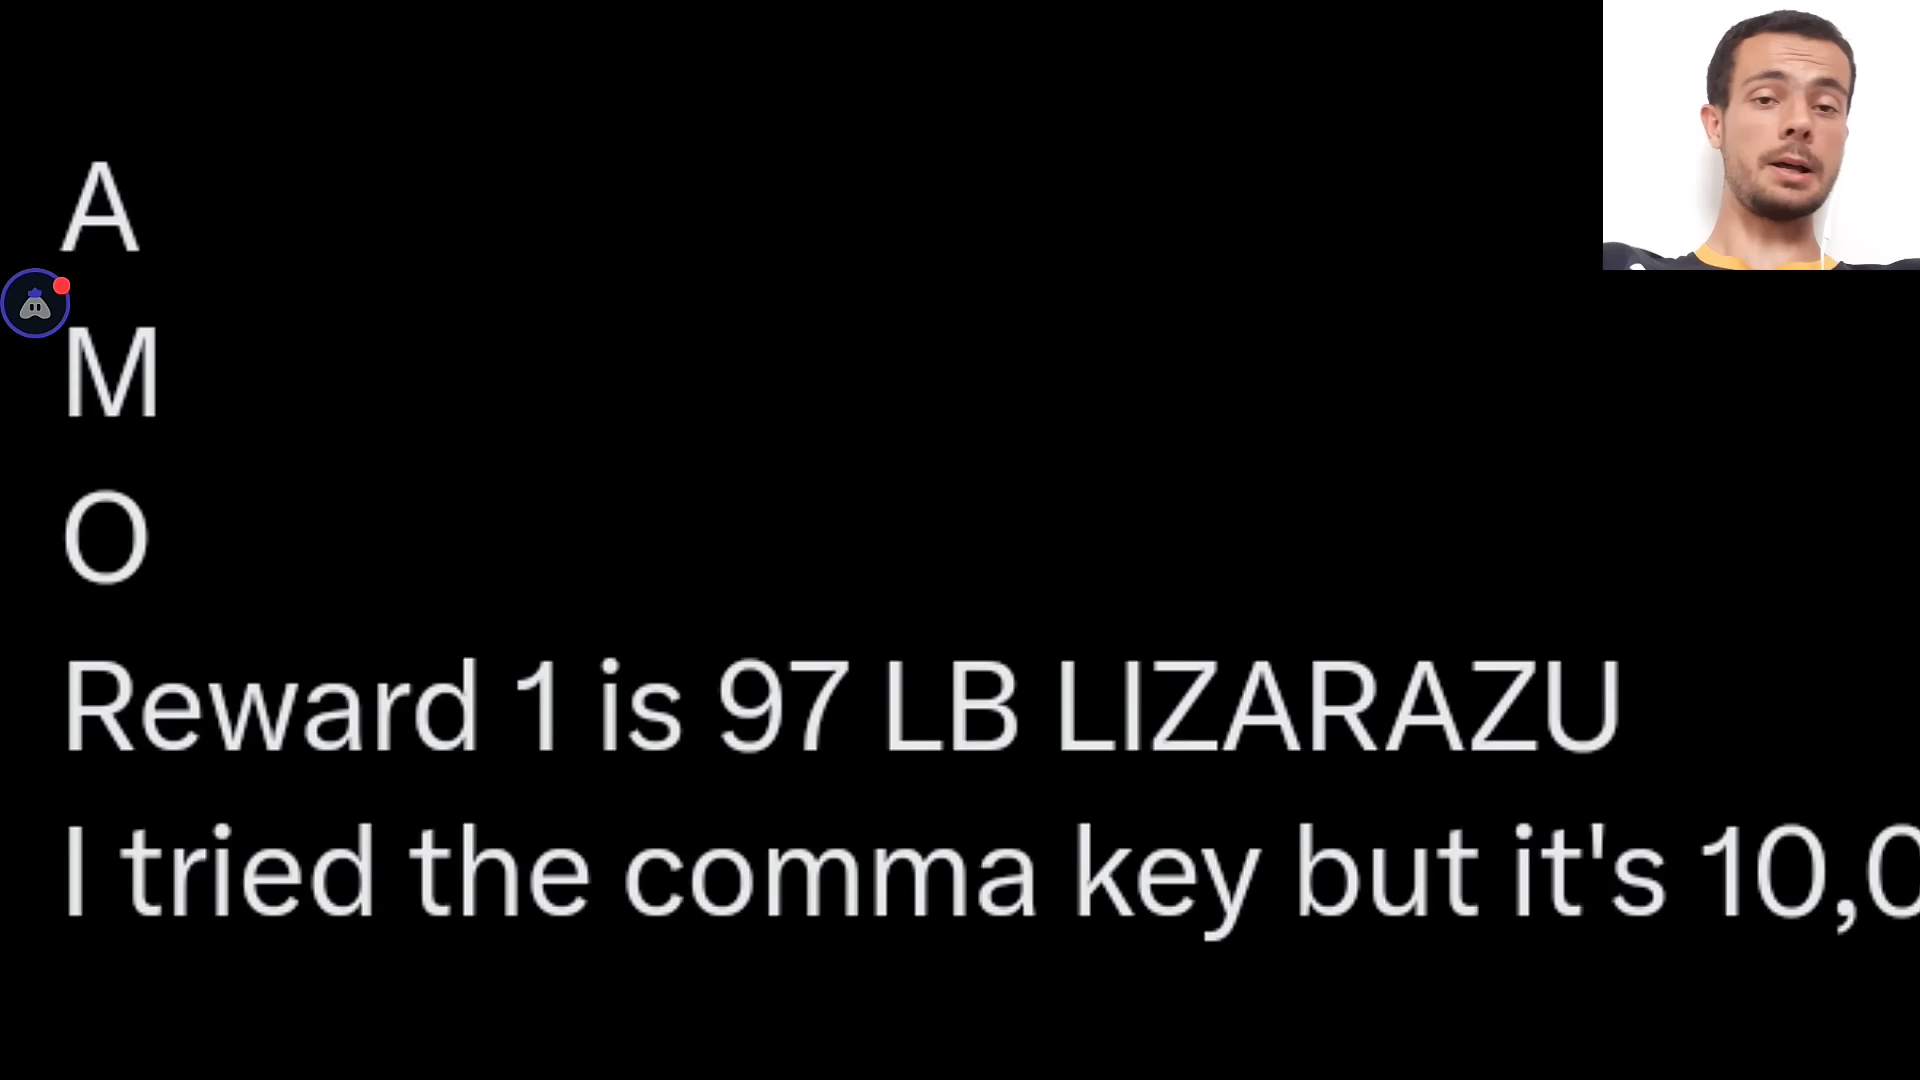 A
M
O
Reward 1 is 97 LB LIZARAZU
I tried the comma key but it's 10,0